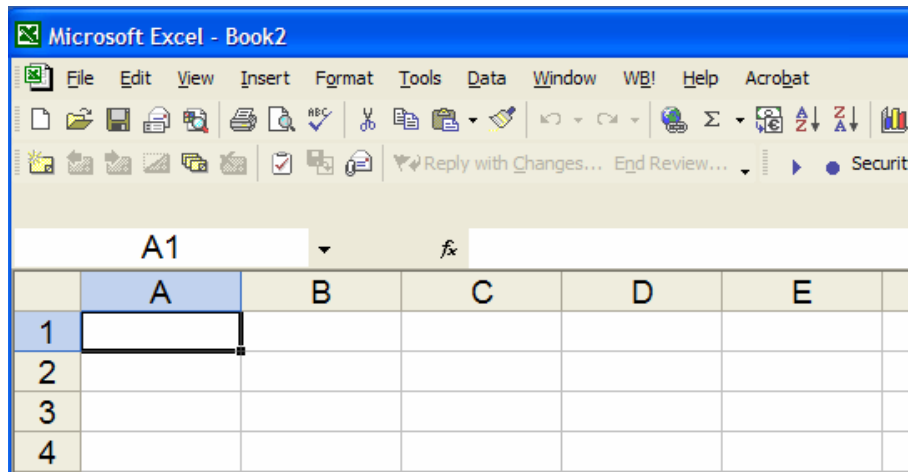 Microsoft Excel - Book2
File Edit View Insert Format Tools Data Window WB! Help Acrobat
ABC Σ A Z Z A
Reply with Changes... End Review... Securit
A1 fx
A B C D E
1
2
3
4